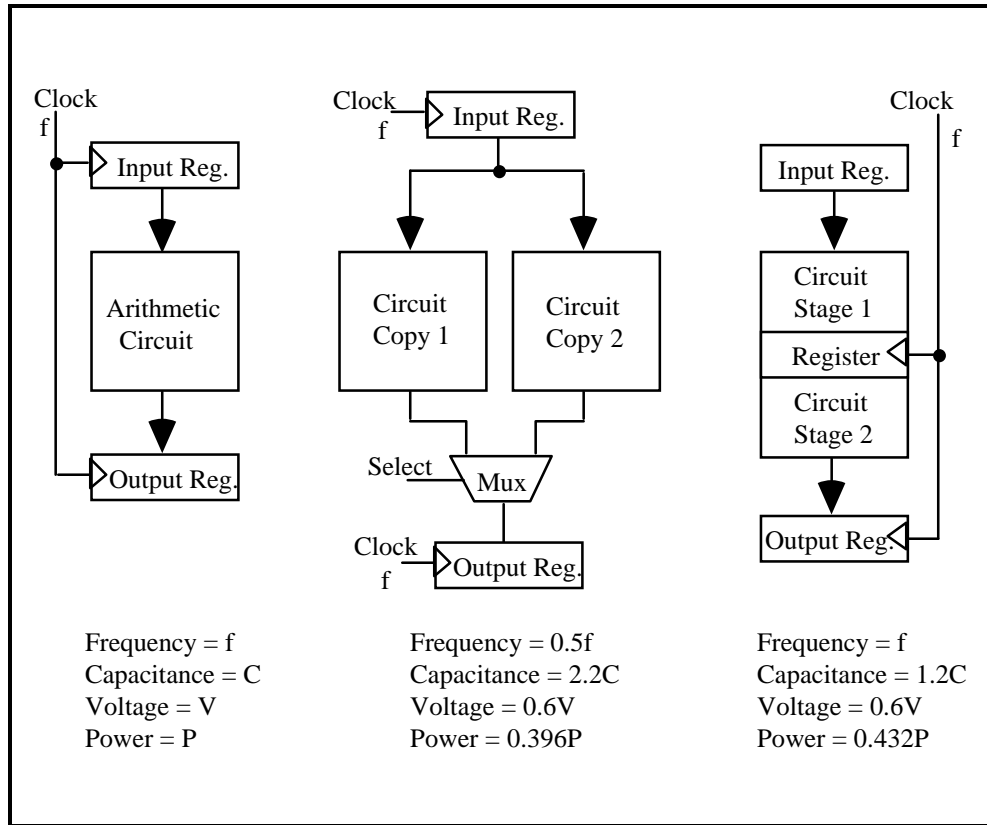 Clock
f
Input Reg.
Arithmetic
Circuit
Output Reg.
Frequency = f
Capacitance = C
Voltage = V
Power = P
Clock
f
Input Reg.
Circuit
Copy 1
Circuit
Copy 2
Select
Mux
Clock
f
Output Reg.
Frequency = 0.5f
Capacitance = 2.2C
Voltage = 0.6V
Power = 0.396P
Clock
f
Input Reg.
Circuit
Stage 1
Register
Circuit
Stage 2
Output Reg.
Frequency = f
Capacitance = 1.2C
Voltage = 0.6V
Power = 0.432P